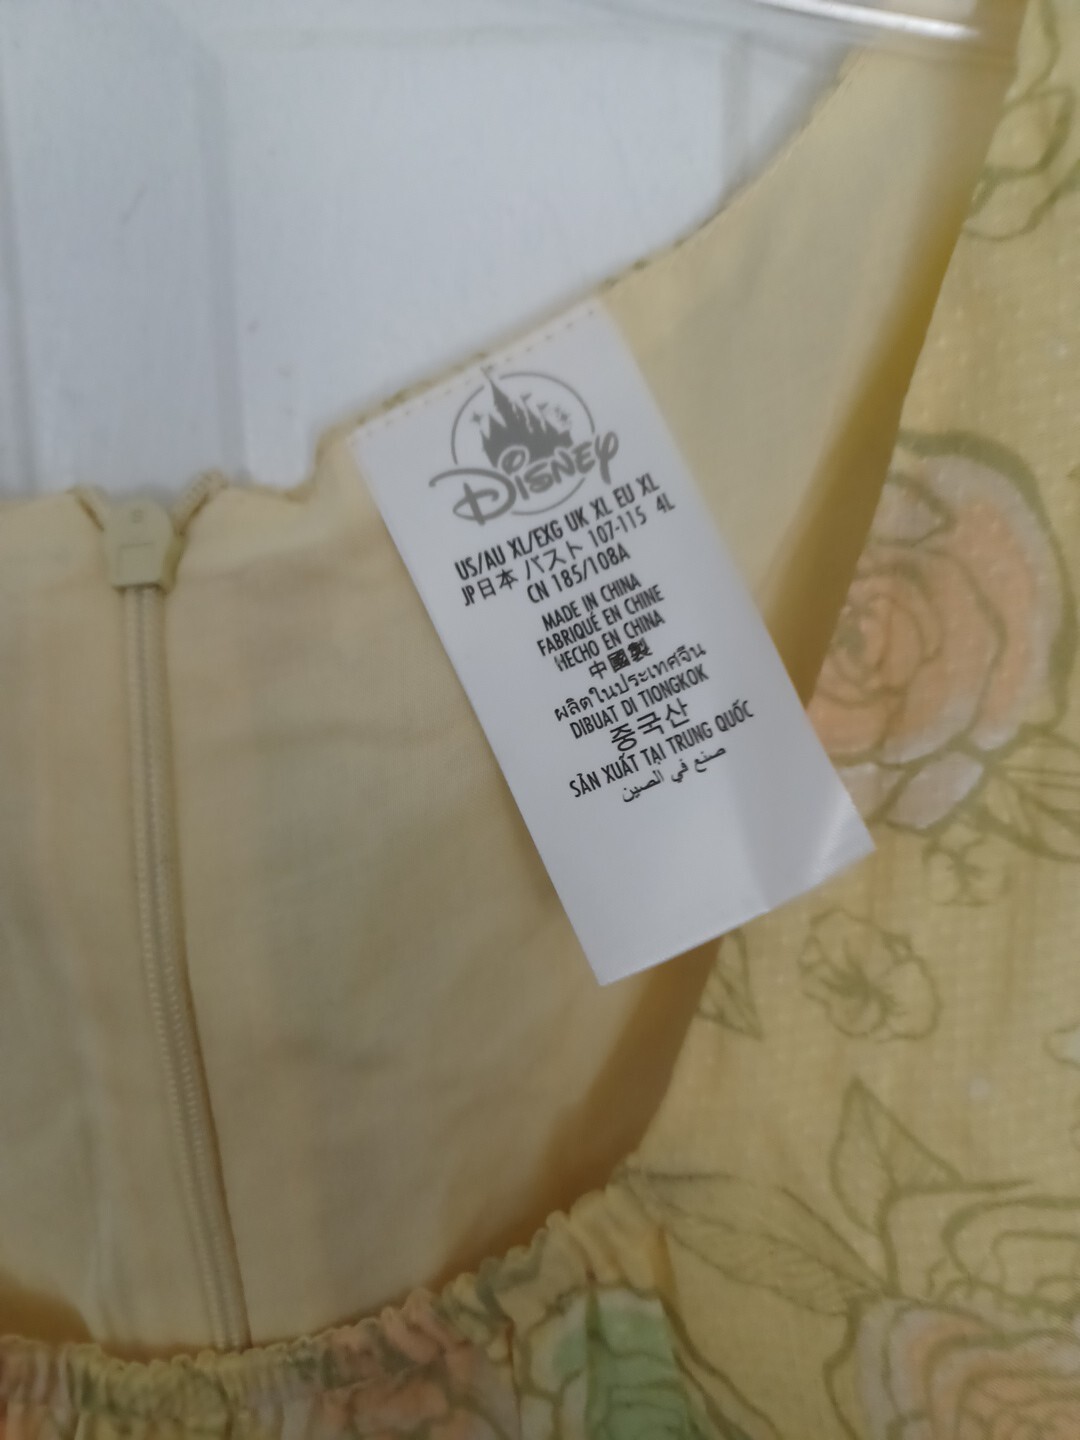 Disney
US/AU XL/EXG UK XL EU XL
JP日本 バスト 107-115 4L
CN 185/108A
MADE IN CHINA
FABRIQUÉ EN CHINE
HECHO EN CHINA
中國製
ผลิตในประเทศจีน
DIBUAT DI TIONGKOK
중국산
SẢN XUẤT TẠI TRUNG QUỐC
صنع في الصين